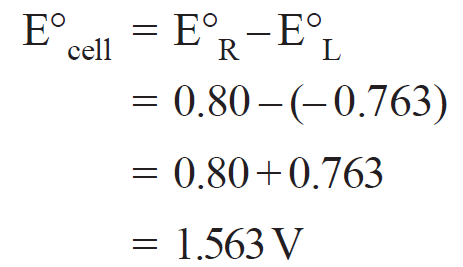 E°cell = E°R – E°L
= 0.80 – (– 0.763)
= 0.80 + 0.763
= 1.563 V